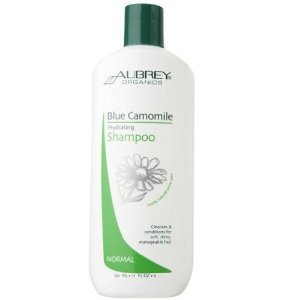 AUBREY
ORGANICS
Blue Camomile
Hydrating
Shampoo
Cleanses &
conditions for
soft, shiny,
manageable hair
NORMAL